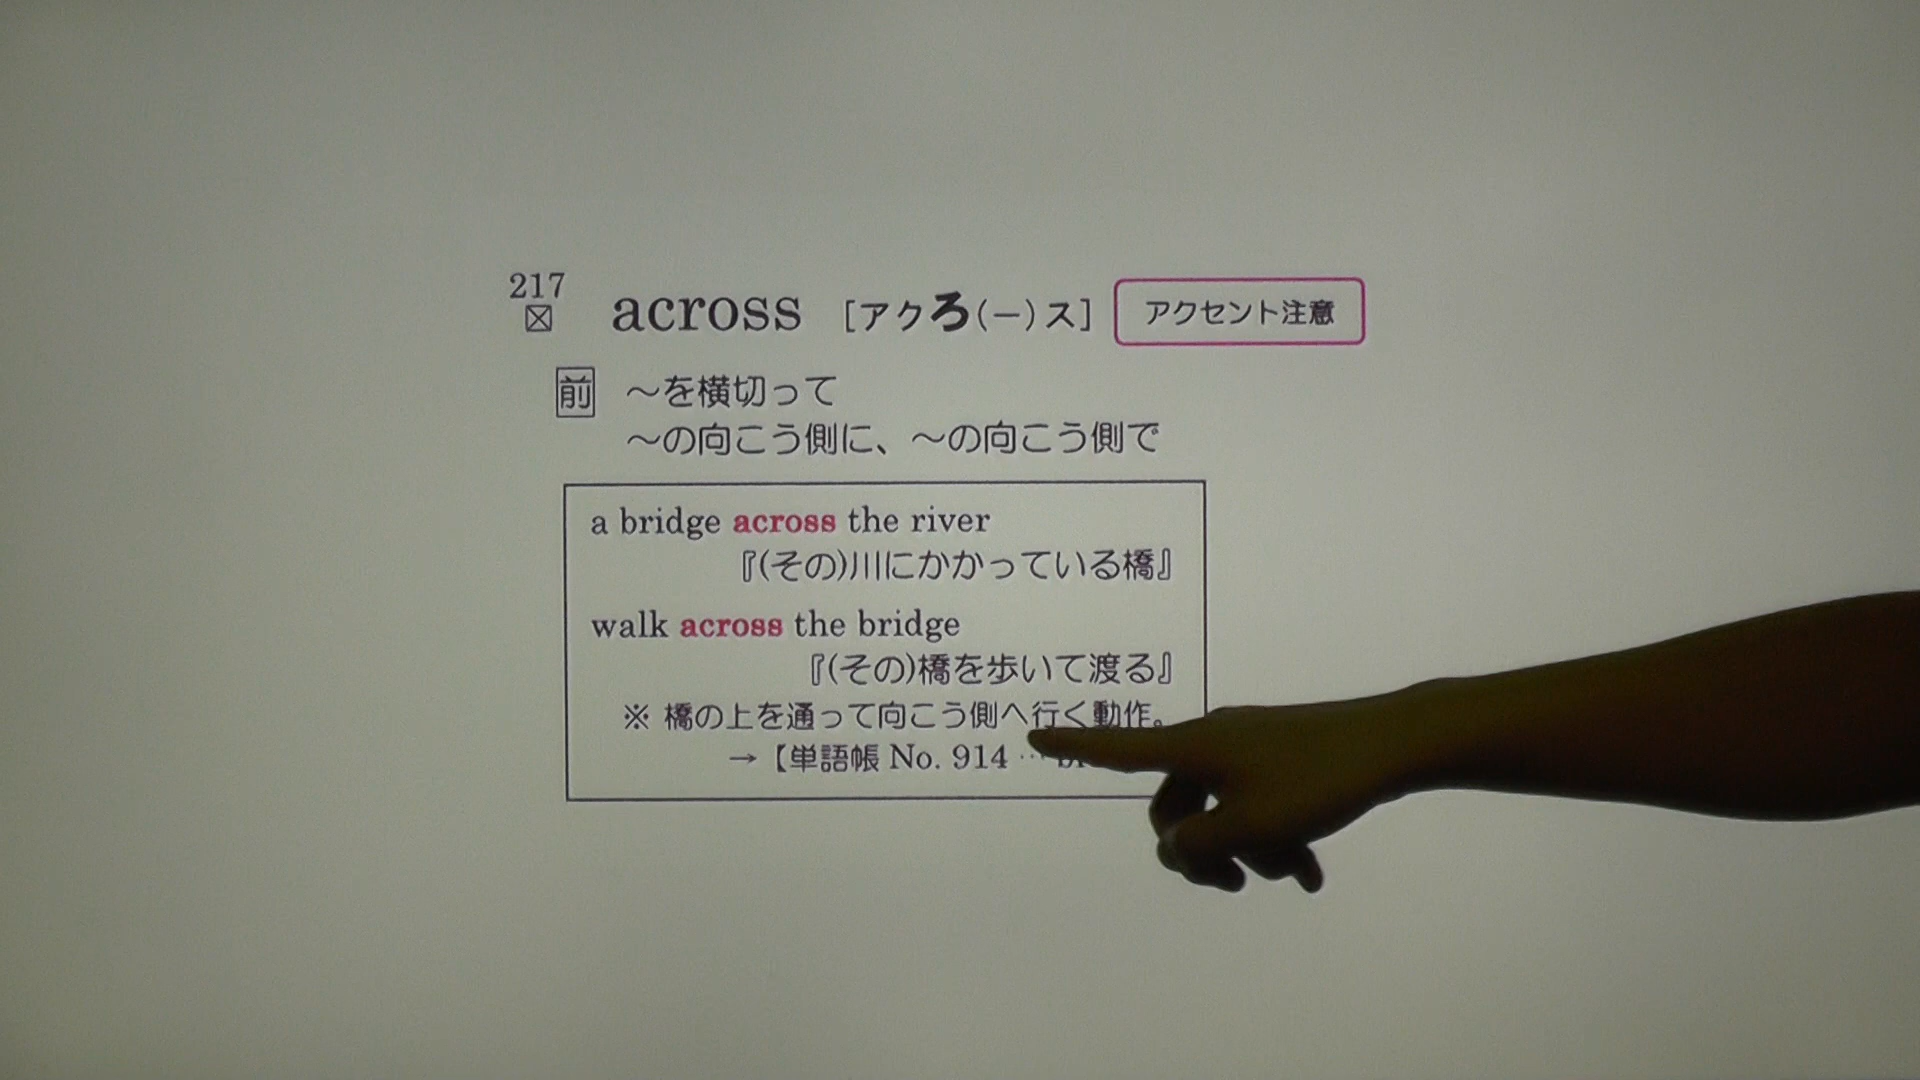 217
across [アクろ(ー)ス] アクセント注意
前 〜を横切って
〜の向こう側に、〜の向こう側で
a bridge across the river
『(その)川にかかっている橋』
walk across the bridge
『(その)橋を歩いて渡る』
※ 橋の上を通って向こう側へ行く動作。
→【単語帳 No. 914 …